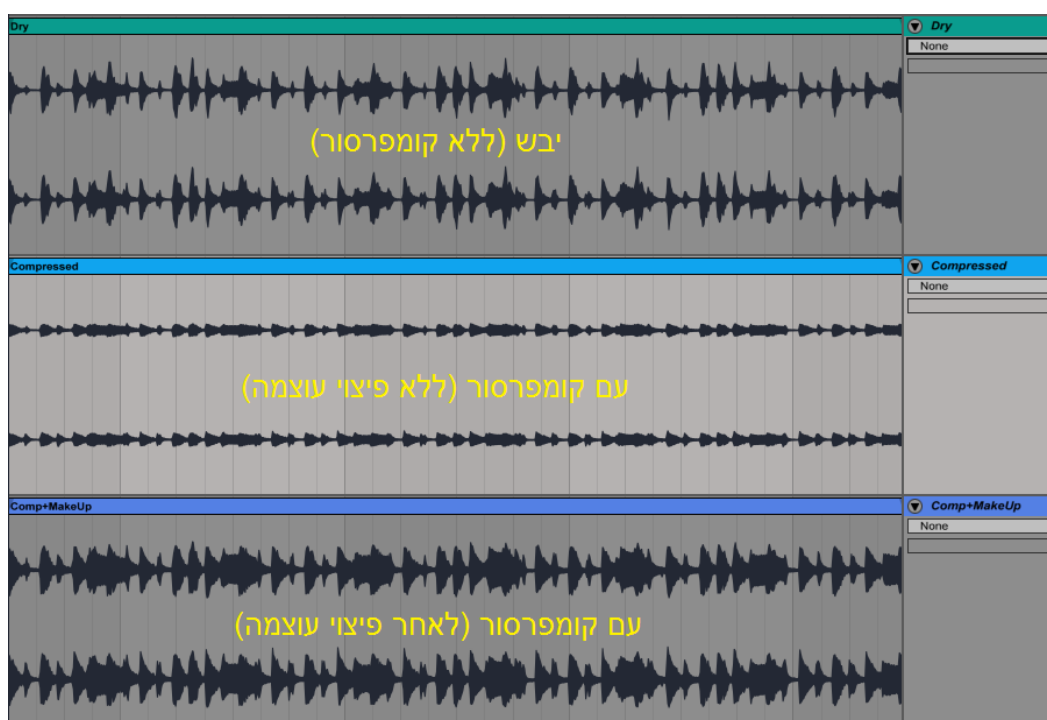 Dry
Dry
None
יבש (ללא קומפרסור)
Compressed
Compressed
None
עם קומפרסור (ללא פיצוי עוצמה)
Comp+MakeUp
Comp+MakeUp
None
עם קומפרסור (לאחר פיצוי עוצמה)